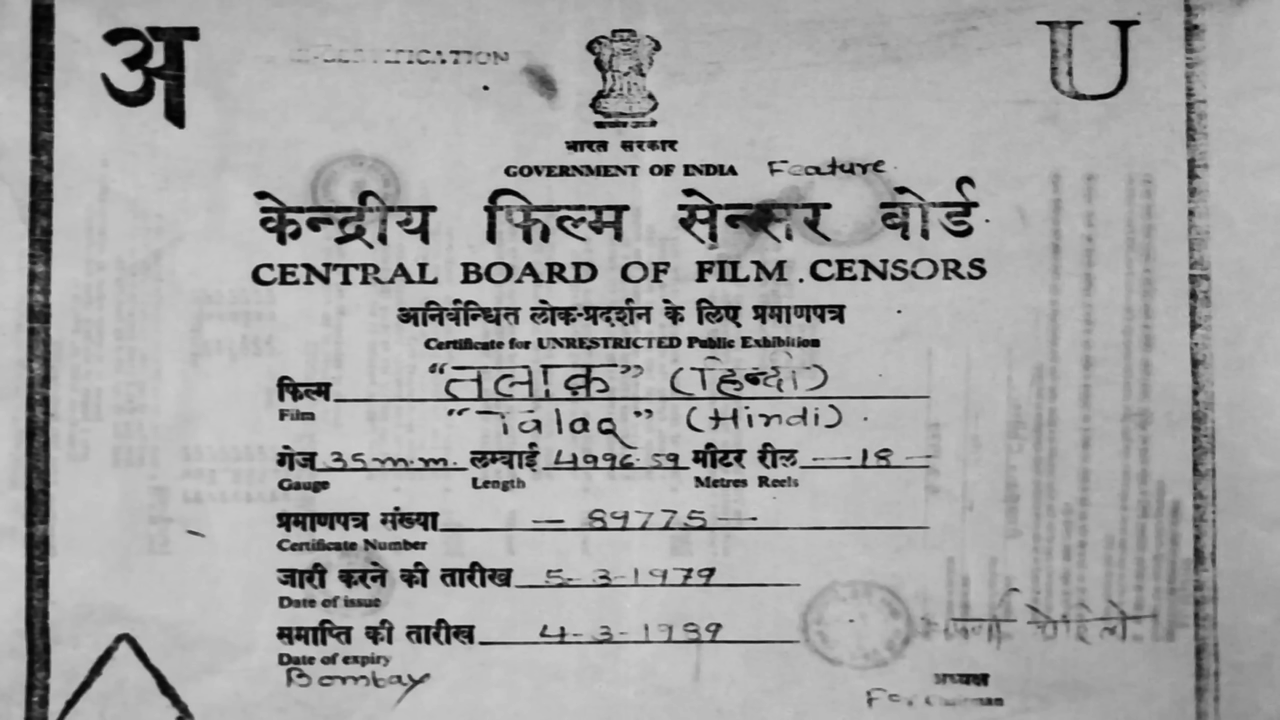 अ U
भारत सरकार
GOVERNMENT OF INDIA Feature.
केन्द्रीय फिल्म सेन्सर बोर्ड
CENTRAL BOARD OF FILM CENSORS
अनिर्बन्धित लोक-प्रदर्शन के लिए प्रमाणपत्र
Certificate for UNRESTRICTED Public Exhibition
फिल्म "तलाक़" (हिन्दी)
Film "Talaq" (Hindi).
गेज 35m.m. लम्बाई 4996.59 मीटर रील — 18 —
Gauge Length Metres Reels
प्रमाणपत्र संख्या — 89775 —
Certificate Number
जारी करने की तारीख 5-3-1979
Date of issue
समाप्ति की तारीख 4-3-1989
Date of expiry
Bombay
अध्यक्ष
For Chairman